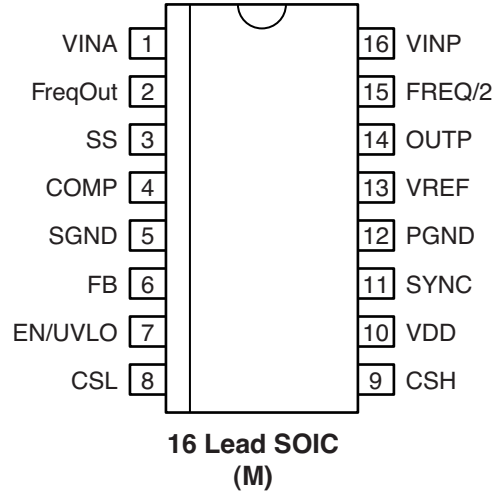 VINA 1 16 VINP
FreqOut 2 15 FREQ/2
SS 3 14 OUTP
COMP 4 13 VREF
SGND 5 12 PGND
FB 6 11 SYNC
EN/UVLO 7 10 VDD
CSL 8 9 CSH
16 Lead SOIC
(M)